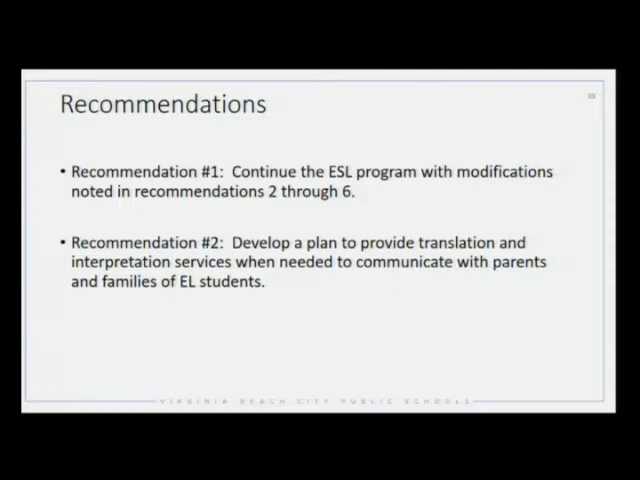 Recommendations
• Recommendation #1:  Continue the ESL program with modifications
noted in recommendations 2 through 6.
• Recommendation #2:  Develop a plan to provide translation and
interpretation services when needed to communicate with parents
and families of EL students.
VIRGINIA BEACH CITY PUBLIC SCHOOLS